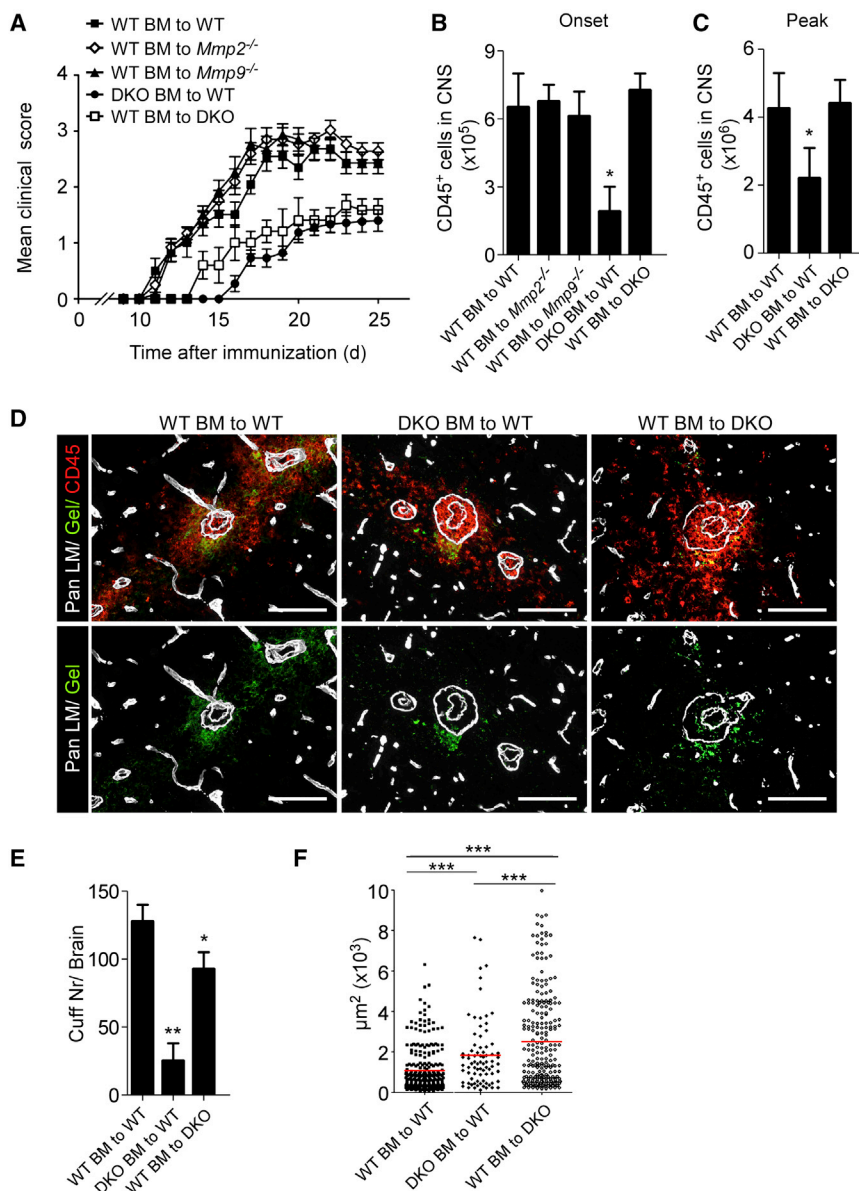 A
WT BM to WT
WT BM to Mmp2-/-
WT BM to Mmp9-/-
DKO BM to WT
WT BM to DKO
4
3
2
1
0
Mean clinical score
0 10 15 20 25
Time after immunization (d)
B
Onset
CD45+ cells in CNS
(x10⁵)
9
6
3
0
*
WT BM to WT
WT BM to Mmp2-/-
WT BM to Mmp9-/-
DKO BM to WT
WT BM to DKO
C
Peak
CD45+ cells in CNS
(x10⁶)
6
4
2
0
*
WT BM to WT
DKO BM to WT
WT BM to DKO
D
WT BM to WT
DKO BM to WT
WT BM to DKO
Pan LM/ Gel/ CD45
Pan LM/ Gel
E
Cuff Nr/ Brain
150
100
50
0
**
*
WT BM to WT
DKO BM to WT
WT BM to DKO
F
***
***
***
µm² (x10³)
10
8
6
4
2
0
WT BM to WT
DKO BM to WT
WT BM to DKO